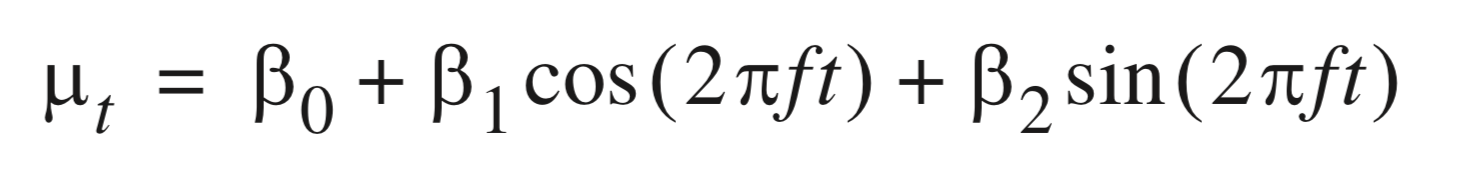 μ_t = β_0 + β_1 cos(2πft) + β_2 sin(2πft)